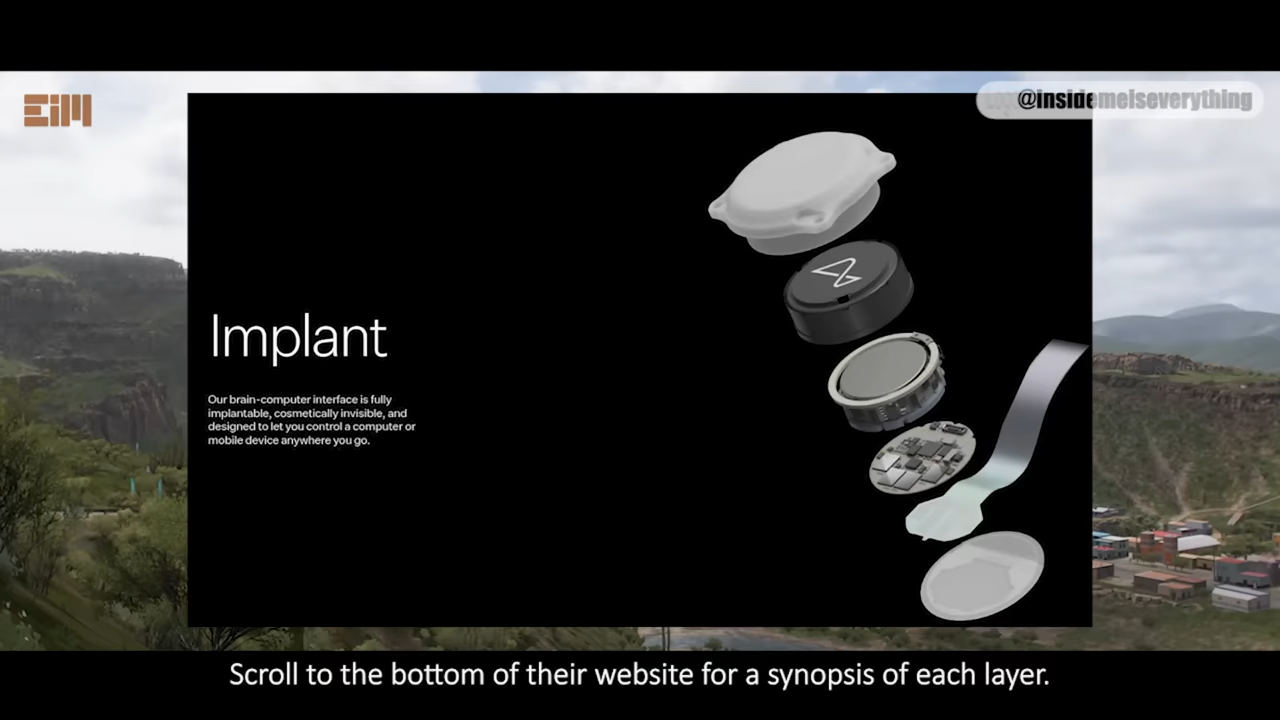 EiM
@insidemeiseverything
Implant
Our brain-computer interface is fully
implantable, cosmetically invisible, and
designed to let you control a computer or
mobile device anywhere you go.
Scroll to the bottom of their website for a synopsis of each layer.